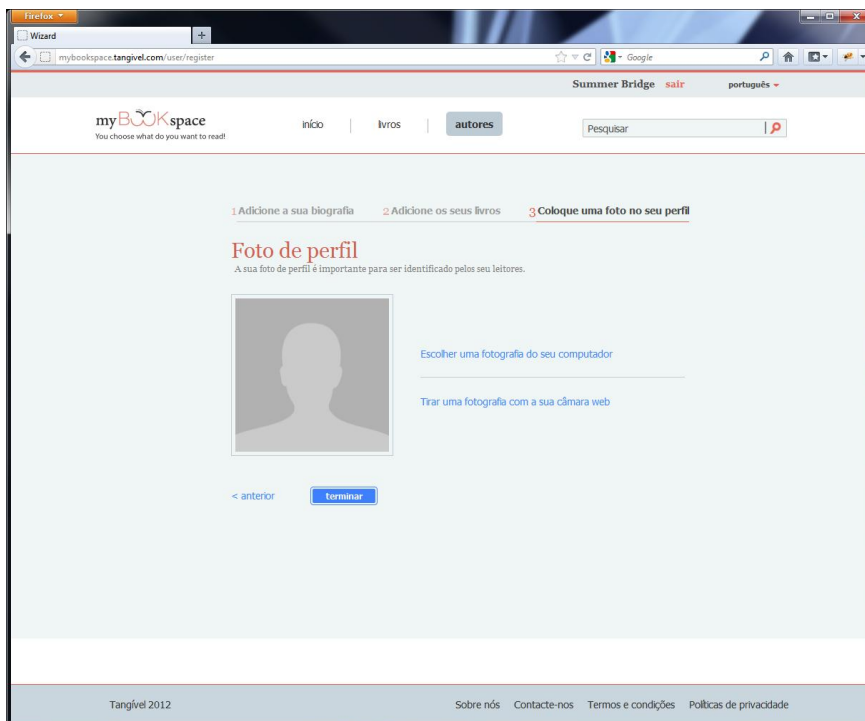 Firefox
Wizard
mybookspace.tangivel.com/user/register
Google
Summer Bridge sair português
myBOOKspace
You choose what do you want to read!
início livros autores
Pesquisar
1 Adicione a sua biografia 2 Adicione os seus livros 3 Coloque uma foto no seu perfil
Foto de perfil
A sua foto de perfil é importante para ser identificado pelos seu leitores.
Escolher uma fotografia do seu computador
Tirar uma fotografia com a sua câmara web
< anterior terminar
Tangível 2012 Sobre nós Contacte-nos Termos e condições Políticas de privacidade